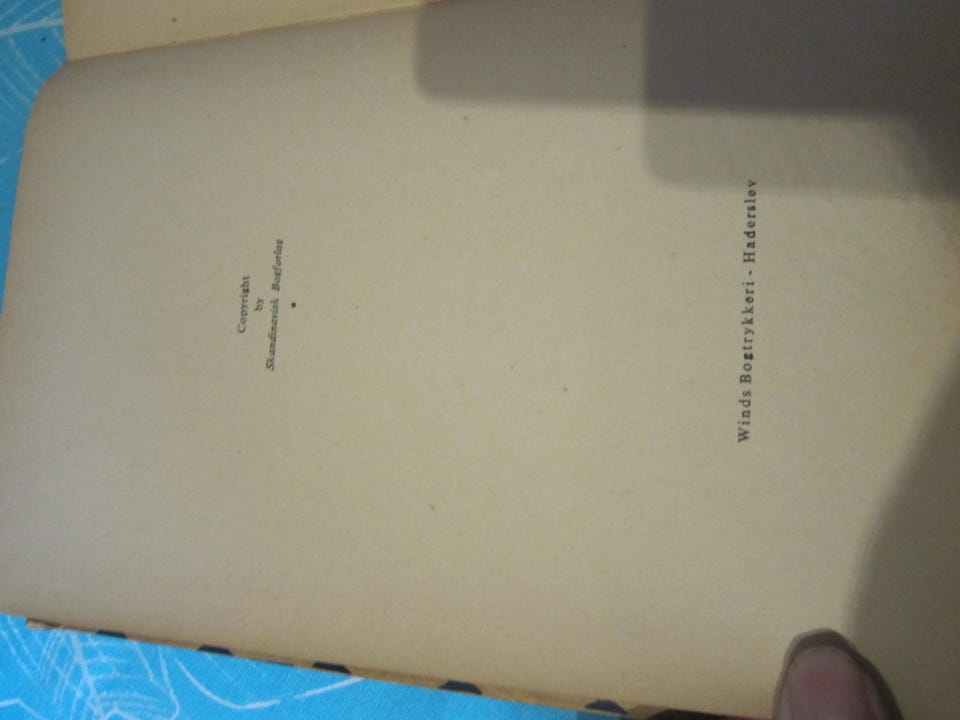 Copyright
by
Skandinavisk Bogforlag
Winds Bogtrykkeri - Haderslev